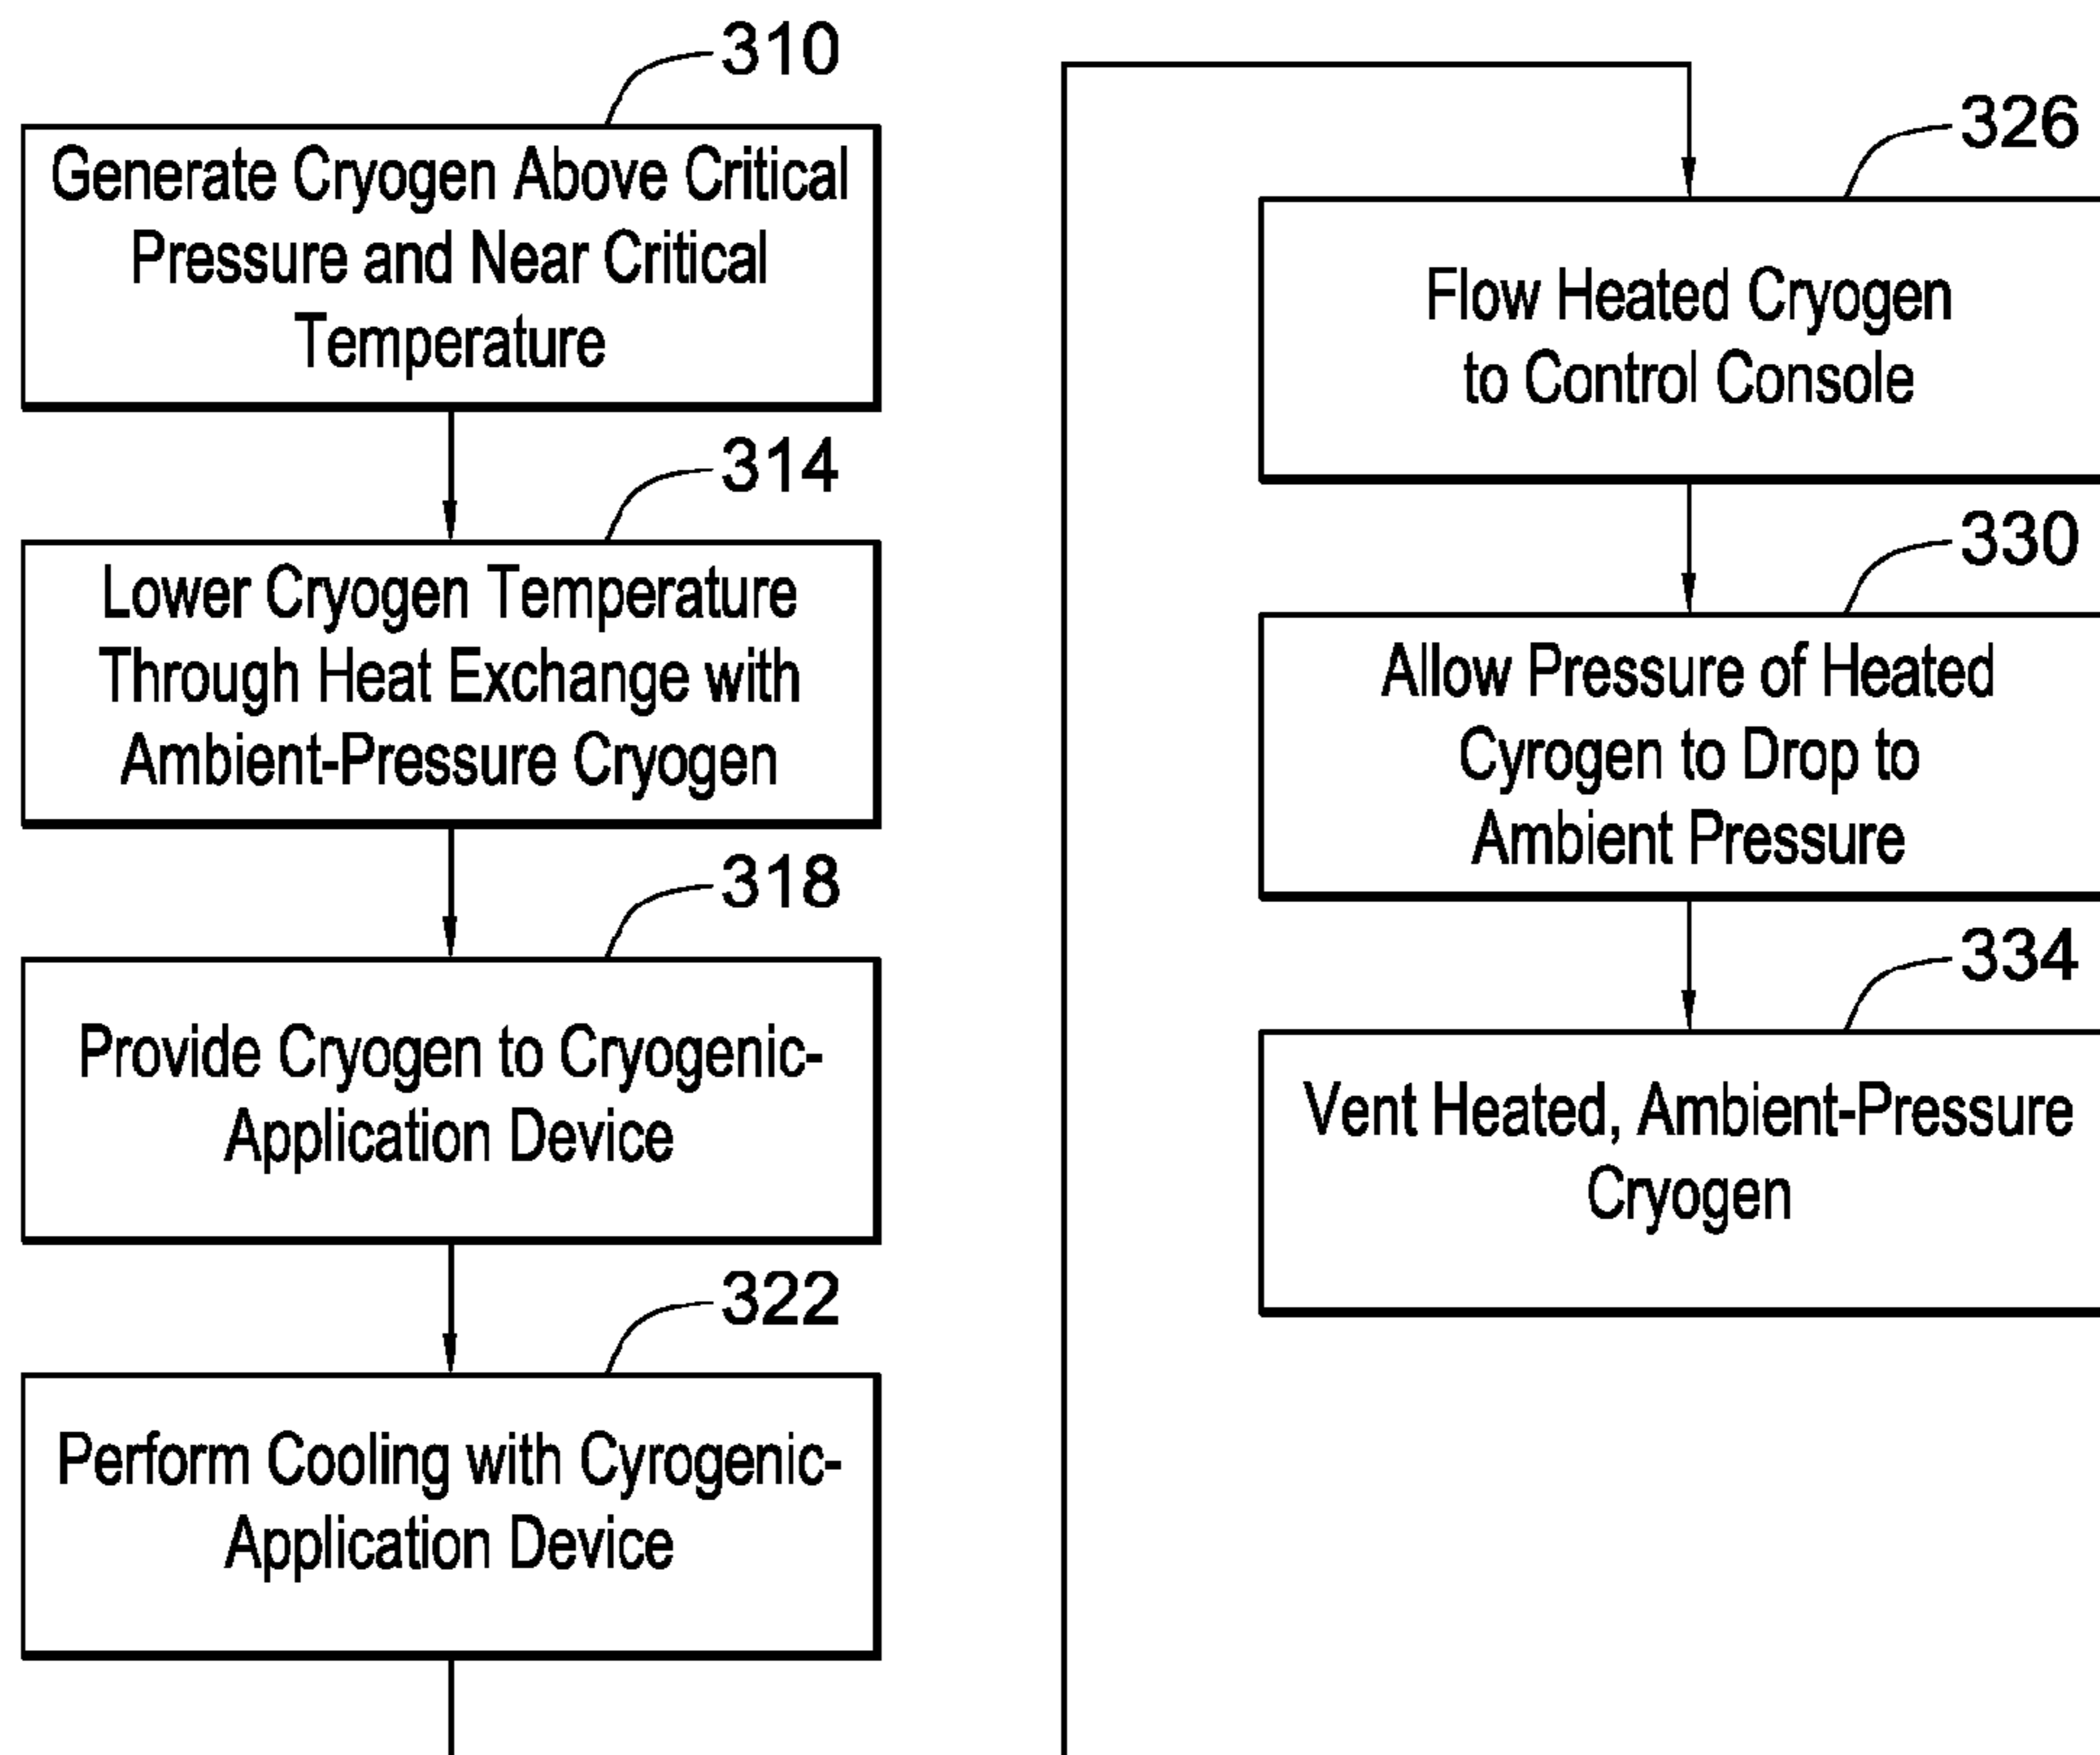 310
Generate Cryogen Above Critical
Pressure and Near Critical
Temperature
314
Lower Cryogen Temperature
Through Heat Exchange with
Ambient-Pressure Cryogen
318
Provide Cryogen to Cryogenic-
Application Device
322
Perform Cooling with Cyrogenic-
Application Device
326
Flow Heated Cryogen
to Control Console
330
Allow Pressure of Heated
Cyrogen to Drop to
Ambient Pressure
334
Vent Heated, Ambient-Pressure
Cryogen